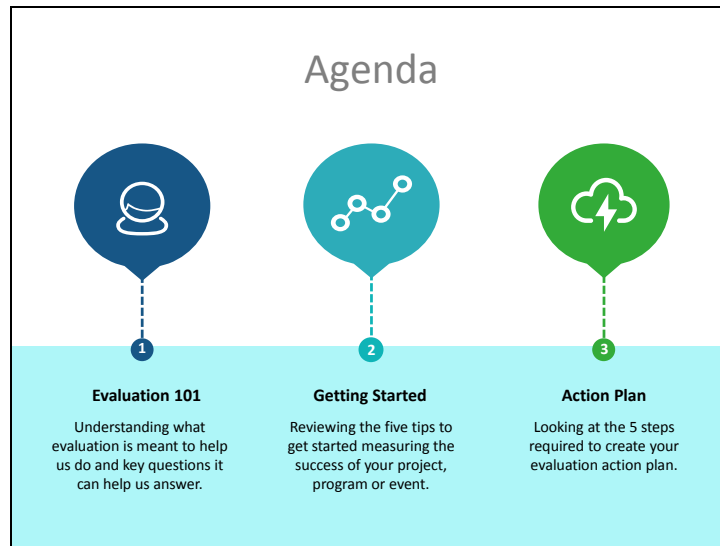 Agenda
1
2
3
Evaluation 101
Understanding what
evaluation is meant to help
us do and key questions it
can help us answer.
Getting Started
Reviewing the five tips to
get started measuring the
success of your project,
program or event.
Action Plan
Looking at the 5 steps
required to create your
evaluation action plan.